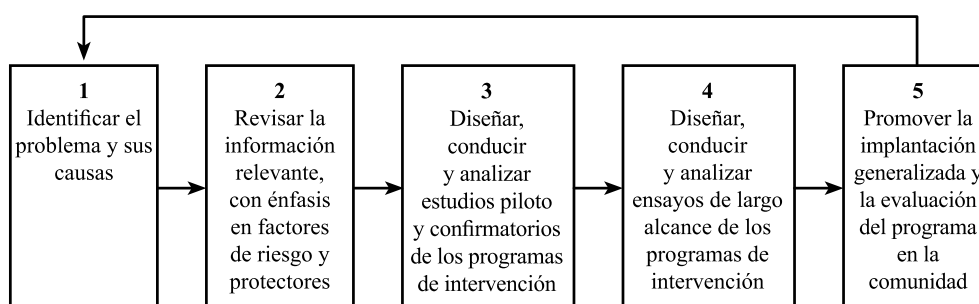 1
Identificar el
problema y sus
causas
2
Revisar la
información
relevante,
con énfasis
en factores
de riesgo y
protectores
3
Diseñar,
conducir
y analizar
estudios piloto
y confirmatorios
de los programas
de intervención
4
Diseñar,
conducir
y analizar
ensayos de largo
alcance de los
programas de
intervención
5
Promover la
implantación
generalizada y
la evaluación
del programa
en la
comunidad